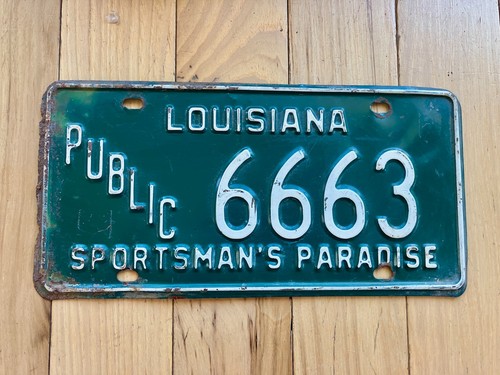 LOUISIANA
PUBLIC 6663
SPORTSMAN'S PARADISE